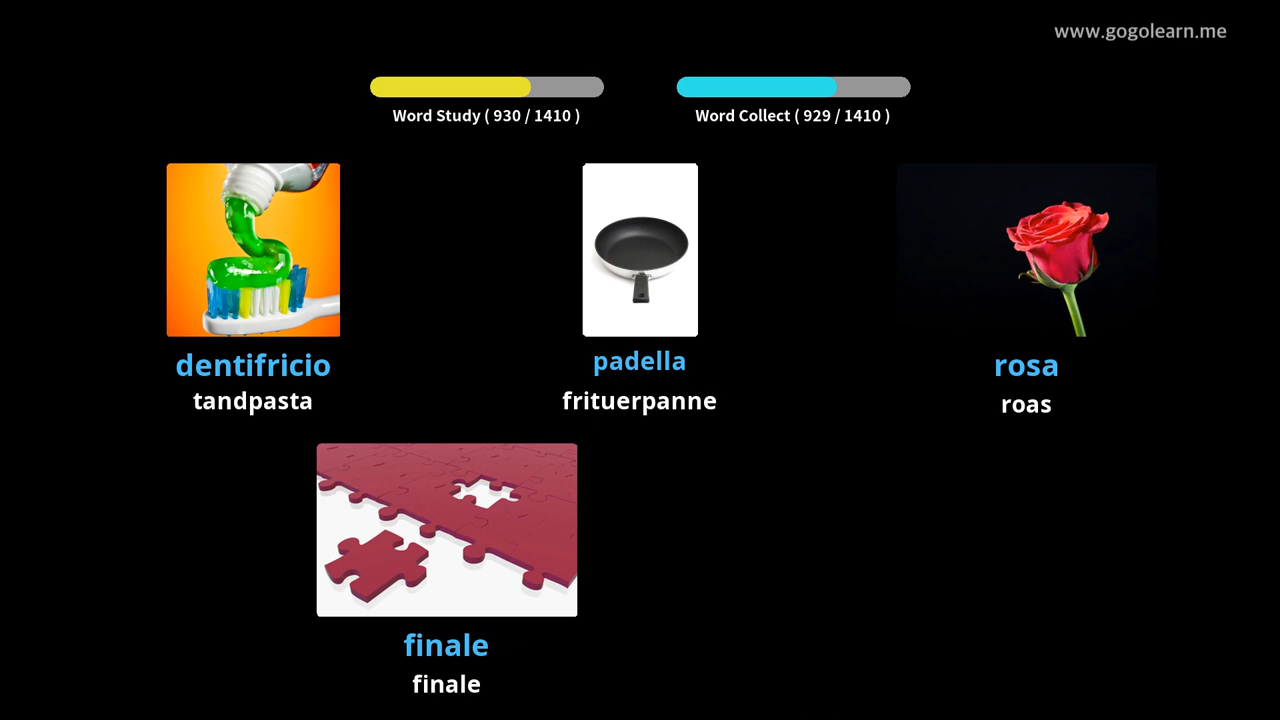 www.gogolearn.me
Word Study ( 930 / 1410 )
Word Collect ( 929 / 1410 )
dentifricio
tandpasta
padella
frituerpanne
rosa
roas
finale
finale